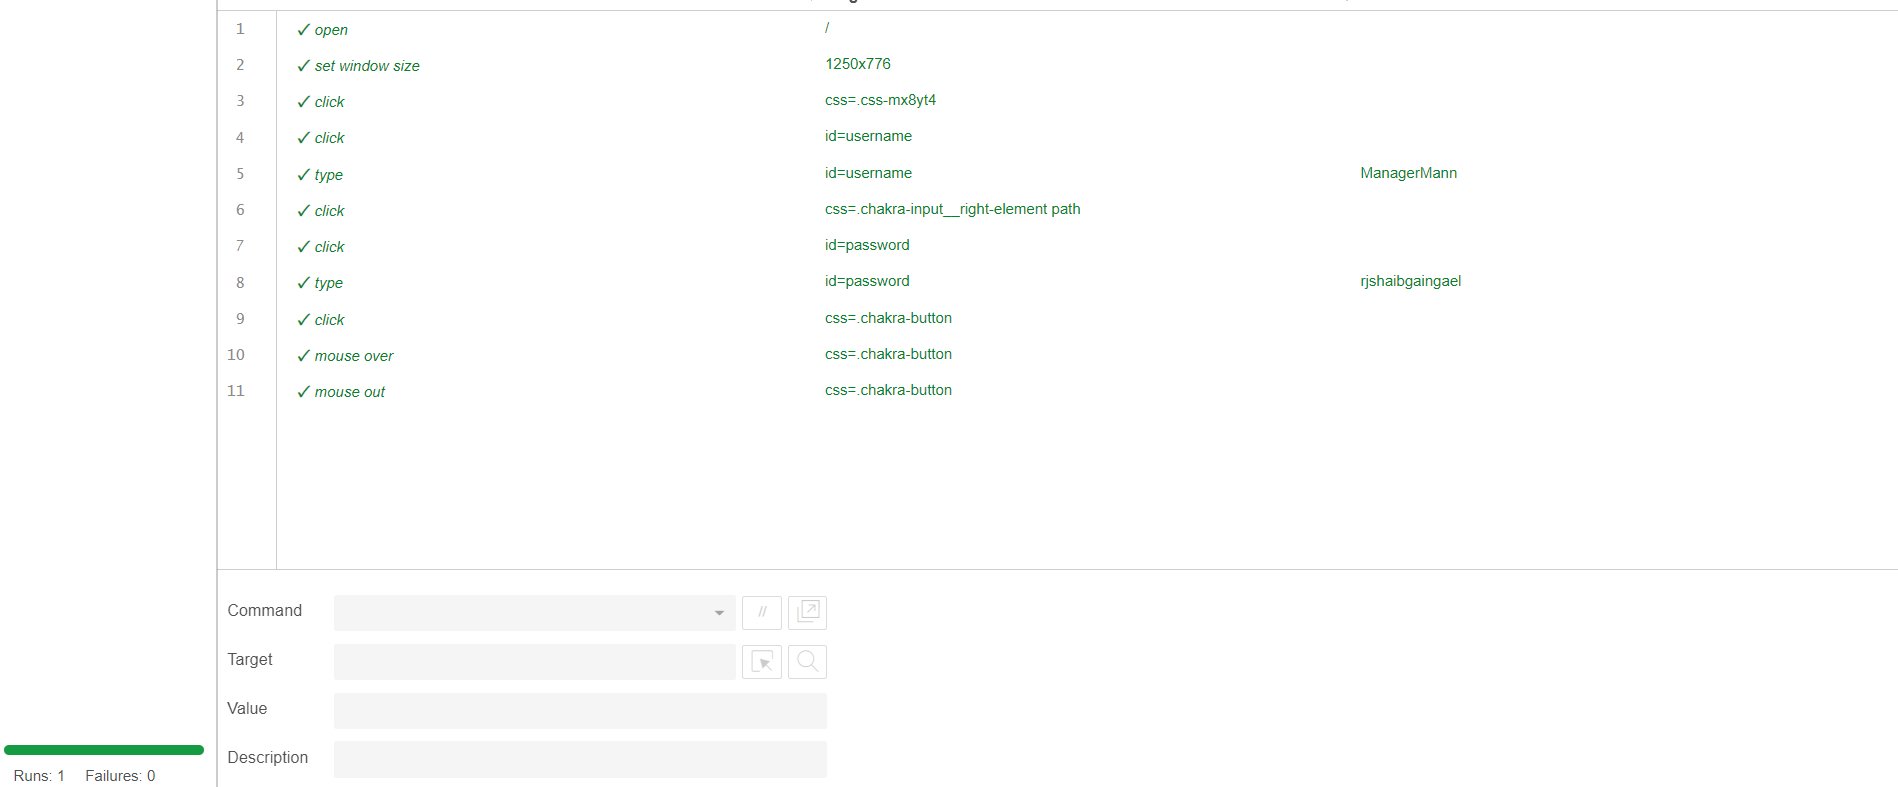 1 ✓ open /
2 ✓ set window size 1250x776
3 ✓ click css=.css-mx8yt4
4 ✓ click id=username
5 ✓ type id=username ManagerMann
6 ✓ click css=.chakra-input__right-element path
7 ✓ click id=password
8 ✓ type id=password rjshaibgaingael
9 ✓ click css=.chakra-button
10 ✓ mouse over css=.chakra-button
11 ✓ mouse out css=.chakra-button
Command //
Target
Value
Description
Runs: 1 Failures: 0